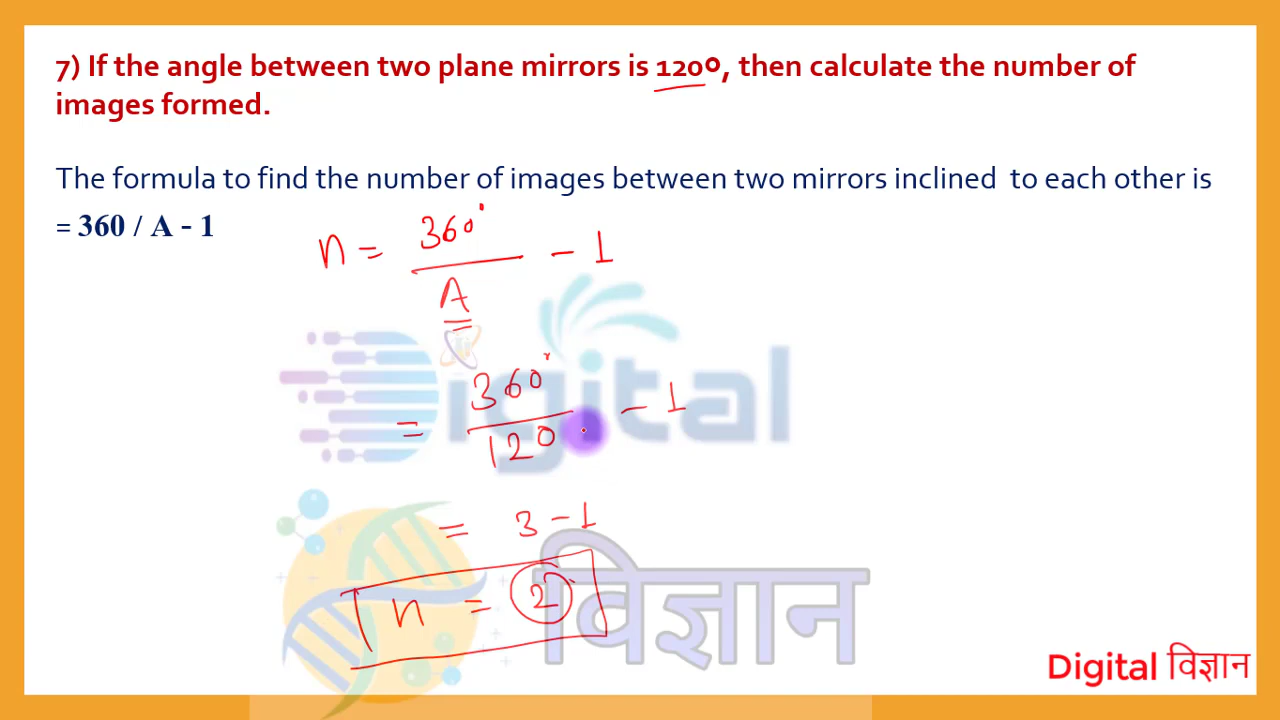 7) If the angle between two plane mirrors is 120°, then calculate the number of
images formed.
The formula to find the number of images between two mirrors inclined to each other is
= 360 / A - 1
n = 360° / A - 1
= 360° / 120 - 1
= 3 - 1
n = 2
Digital
विज्ञान
Digital विज्ञान